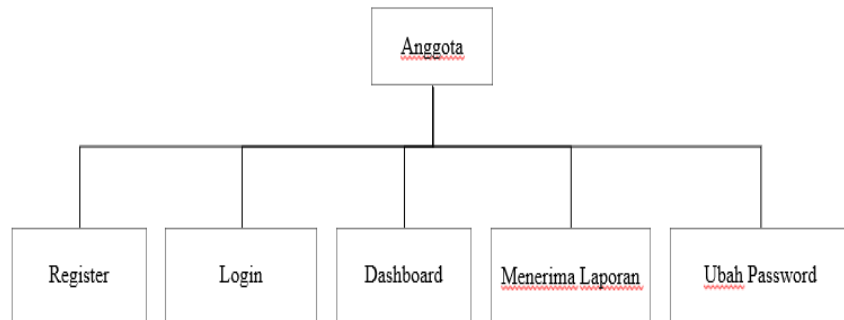 Anggota
Register
Login
Dashboard
Menerima Laporan
Ubah Password